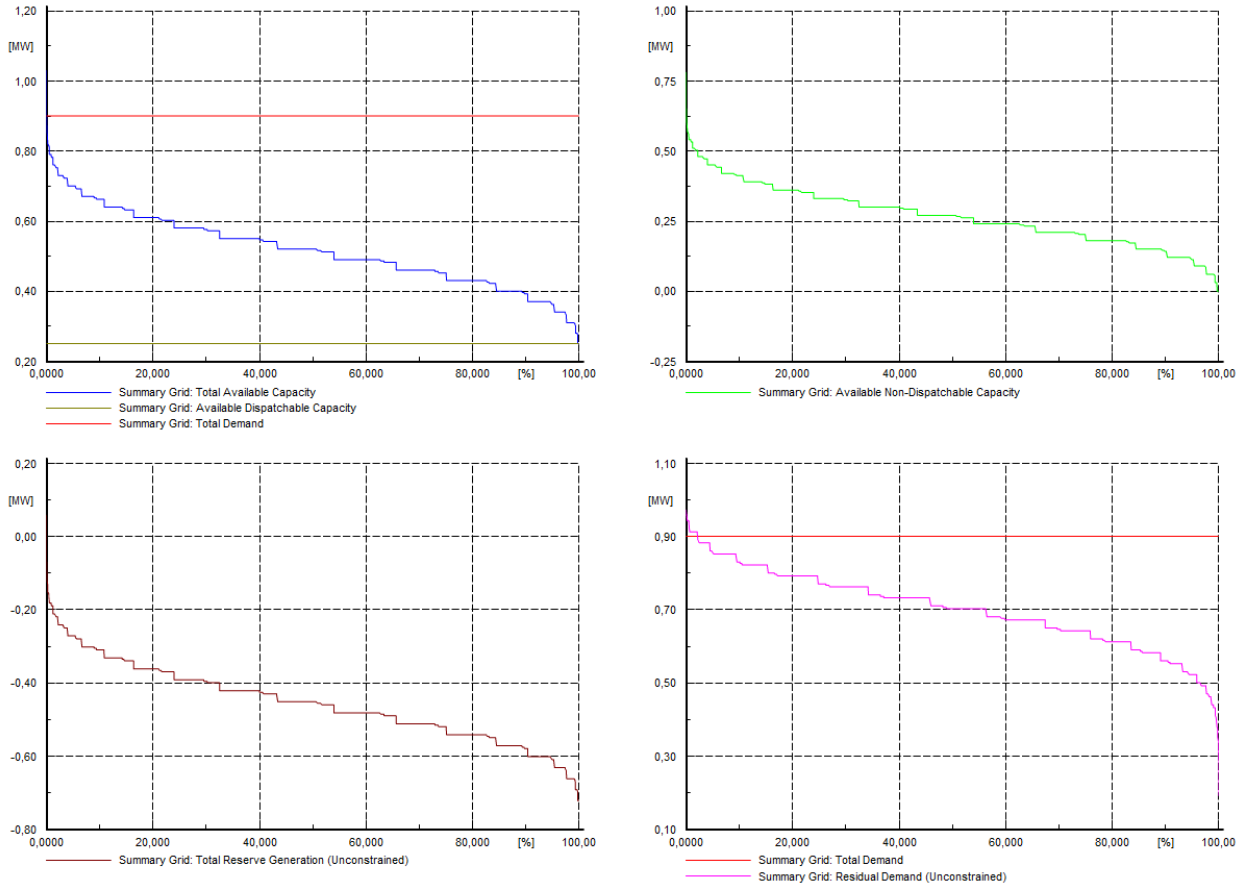 1,20
[MW]
1,00
0,80
0,60
0,40
0,20
0,0000 20,000 40,000 60,000 80,000 [%] 100,00
Summary Grid: Total Available Capacity
Summary Grid: Available Dispatchable Capacity
Summary Grid: Total Demand
1,00
[MW]
0,75
0,50
0,25
0,00
-0,25
0,0000 20,000 40,000 60,000 80,000 [%] 100,00
Summary Grid: Available Non-Dispatchable Capacity
0,20
[MW]
0,00
-0,20
-0,40
-0,60
-0,80
0,0000 20,000 40,000 60,000 80,000 [%] 100,00
Summary Grid: Total Reserve Generation (Unconstrained)
1,10
[MW]
0,90
0,70
0,50
0,30
0,10
0,0000 20,000 40,000 60,000 80,000 [%] 100,00
Summary Grid: Total Demand
Summary Grid: Residual Demand (Unconstrained)